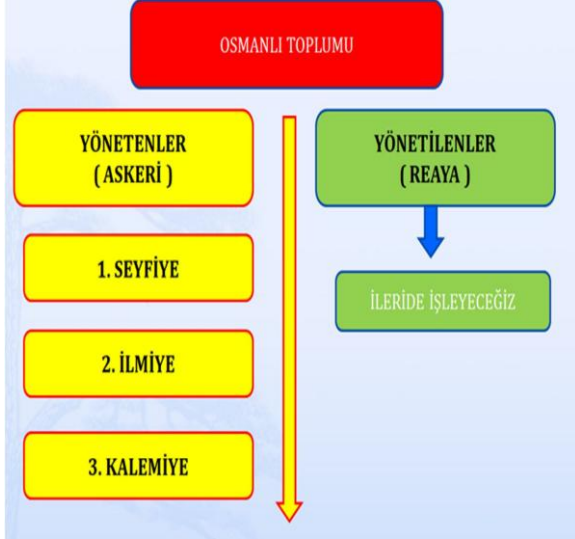 OSMANLI TOPLUMU
YÖNETENLER
( ASKERİ )
1. SEYFİYE
2. İLMİYE
3. KALEMİYE
YÖNETİLENLER
( REAYA )
İLERİDE İŞLEYECEĞİZ